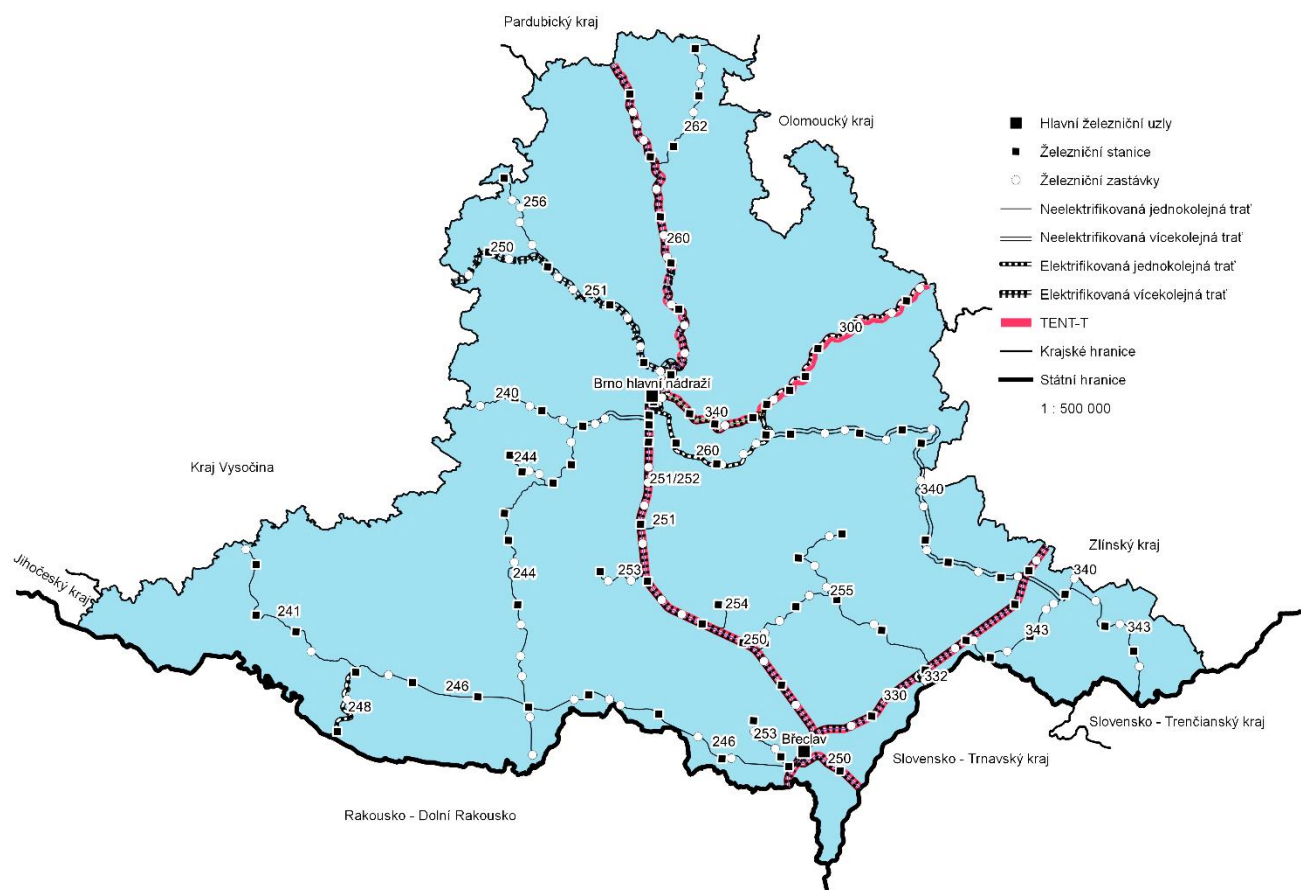 Pardubický kraj
Olomoucký kraj
262
256
250
260
251
300
Brno hlavní nádraží
240
340
260
Kraj Vysočina
244
251/252
340
251
Zlínský kraj
Jihočeský kraj
253
340
244
255
241
254
343
343
250
332
246
330
248
253
Slovensko - Trenčianský kraj
Břeclav
246
250
Slovensko - Trnavský kraj
Rakousko - Dolní Rakousko
Hlavní železniční uzly
Železniční stanice
Železniční zastávky
Neelektrifikovaná jednokolejná trať
Neelektrifikovaná vícekolejná trať
Elektrifikovaná jednokolejná trať
Elektrifikovaná vícekolejná trať
TENT-T
Krajské hranice
Státní hranice
1 : 500 000